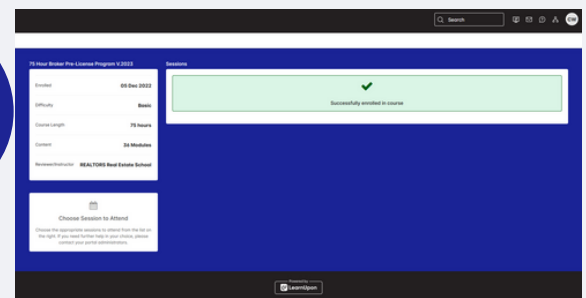 Search
CW
75 Hour Broker Pre-License Program V.2023
Sessions
Enrolled 05 Dec 2022
Difficulty Basic
Course Length 75 hours
Content 36 Modules
Reviewer/Instructor REALTORS Real Estate School
Successfully enrolled in course
Choose Session to Attend
Choose the appropriate sessions to attend from the list on
the right. If you need further help in your choice, please
contact your portal administrators.
Powered by
LearnUpon